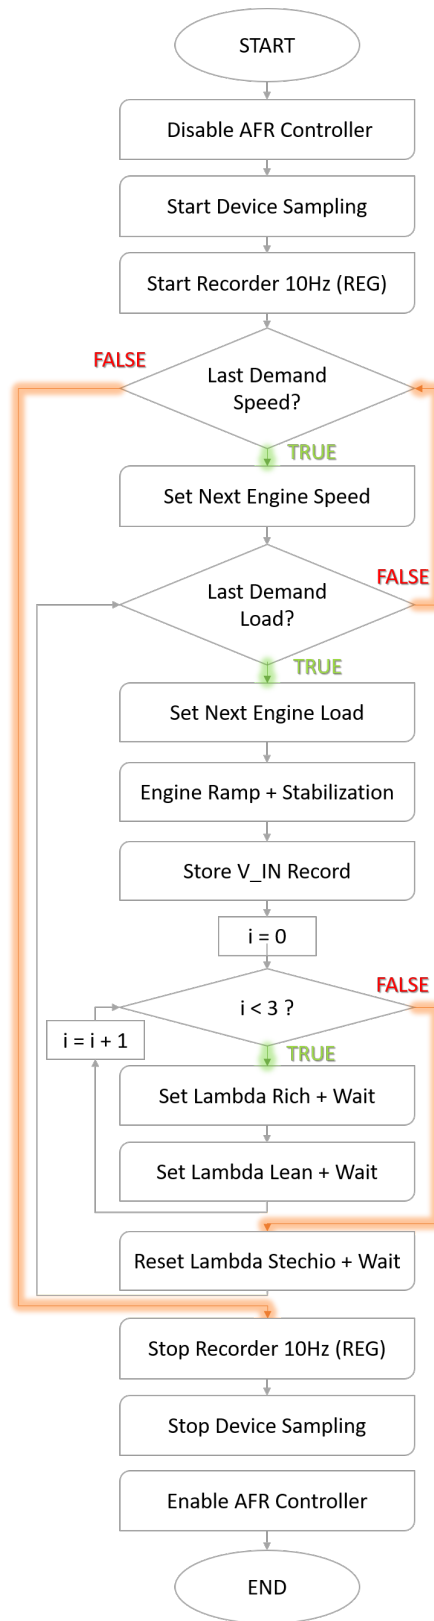 START
Disable AFR Controller
Start Device Sampling
Start Recorder 10Hz (REG)
FALSE
Last Demand
Speed?
TRUE
Set Next Engine Speed
Last Demand
Load?
FALSE
TRUE
Set Next Engine Load
Engine Ramp + Stabilization
Store V_IN Record
i = 0
FALSE
i < 3 ?
i = i + 1
TRUE
Set Lambda Rich + Wait
Set Lambda Lean + Wait
Reset Lambda Stechio + Wait
Stop Recorder 10Hz (REG)
Stop Device Sampling
Enable AFR Controller
END